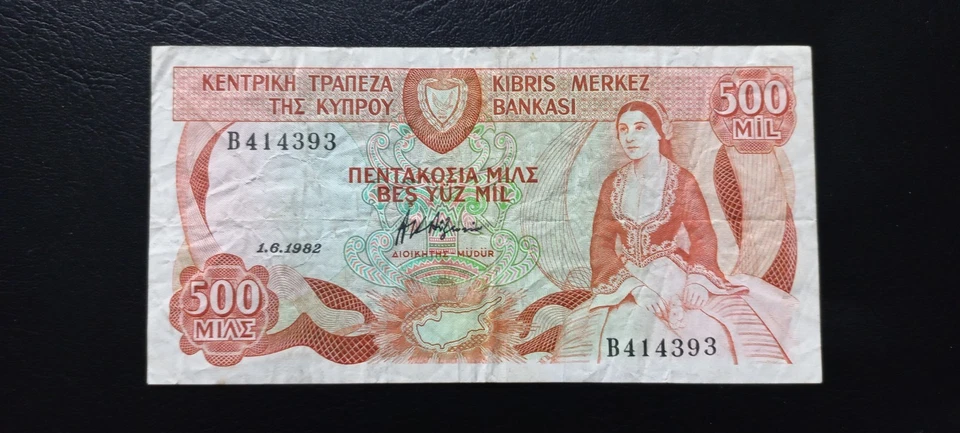 ΚΕΝΤΡΙΚΗ ΤΡΑΠΕΖΑ
ΤΗΣ ΚΥΠΡΟΥ
KIBRIS MERKEZ
BANKASI
500
MİL
B414393
ΠΕΝΤΑΚΟΣΙΑ ΜΙΛΣ
BEŞ YÜZ MİL
1.6.1982
ΔΙΟΙΚΗΤΗΣ-MÜDÜR
500
ΜΙΛΣ
B414393